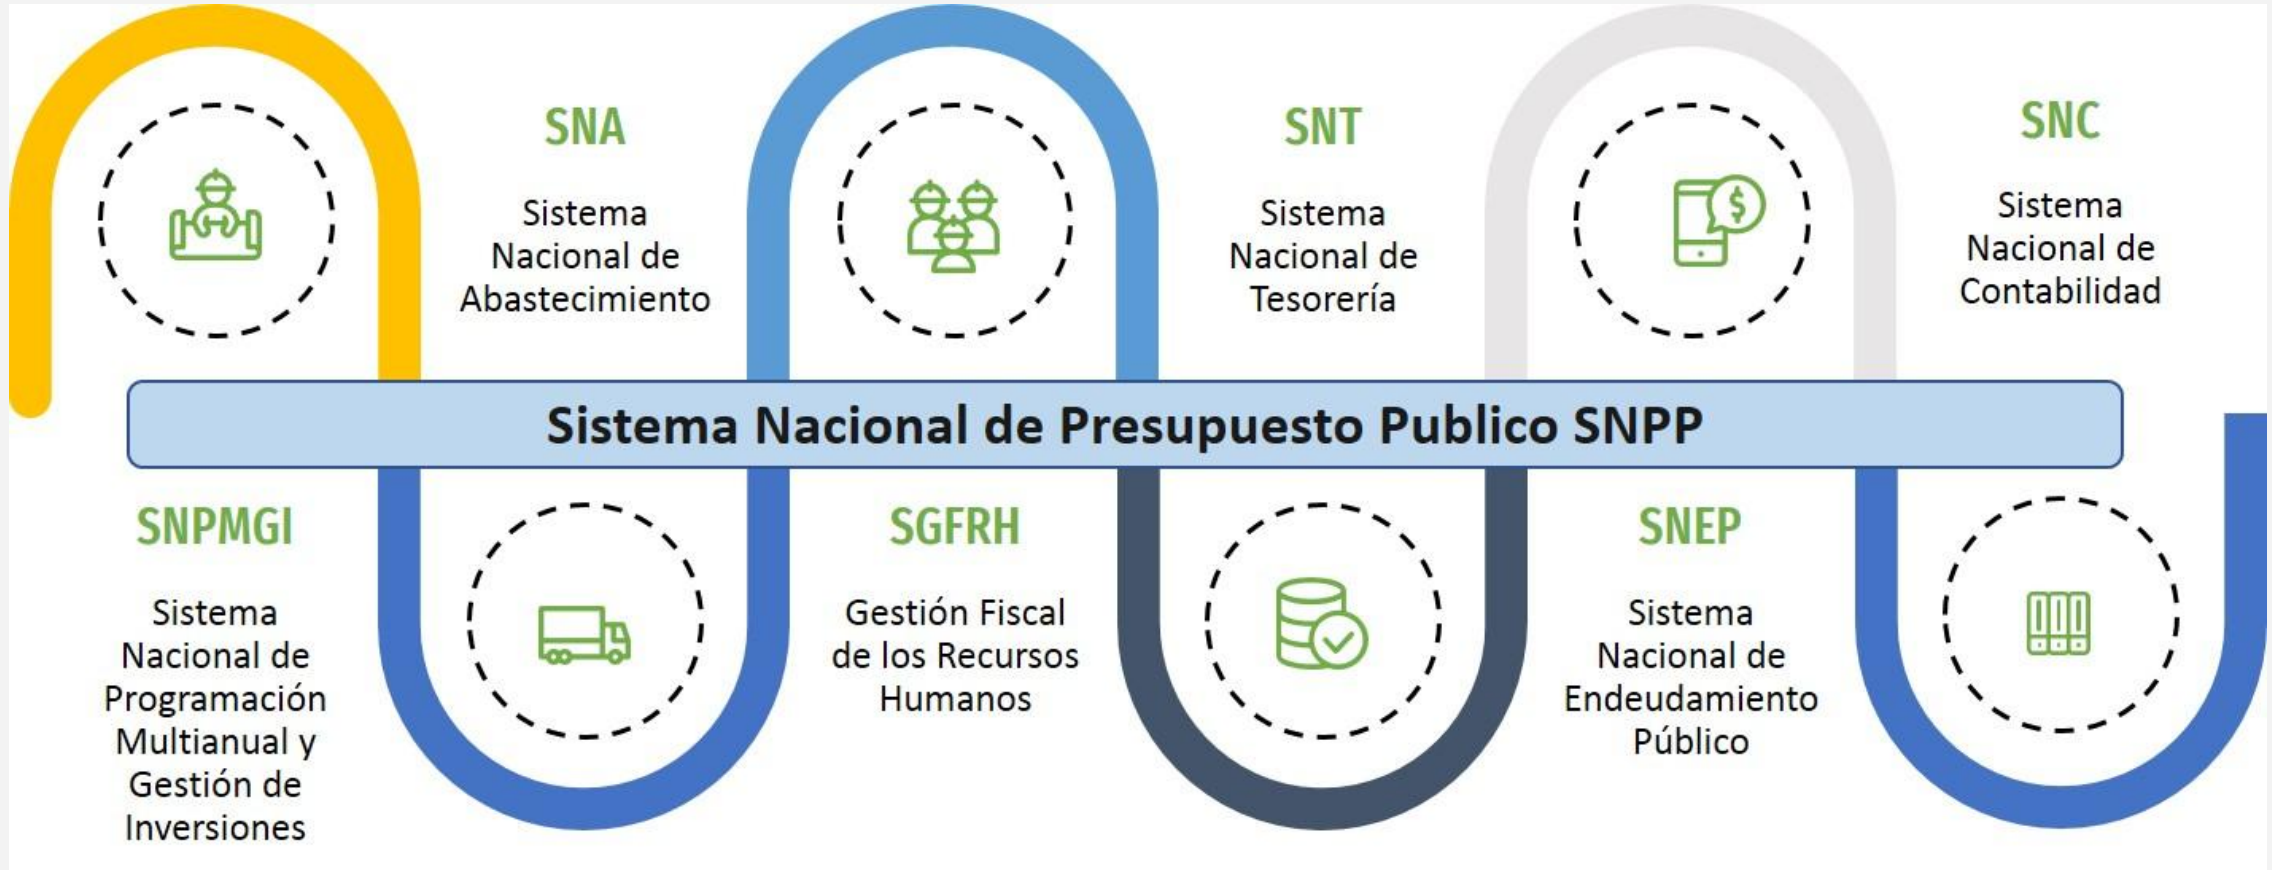 SNA
Sistema
Nacional de
Abastecimiento
SNT
Sistema
Nacional de
Tesorería
$
SNC
Sistema
Nacional de
Contabilidad
Sistema Nacional de Presupuesto Publico SNPP
SNPMGI
Sistema
Nacional de
Programación
Multianual y
Gestión de
Inversiones
SGFRH
Gestión Fiscal
de los Recursos
Humanos
SNEP
Sistema
Nacional de
Endeudamiento
Público